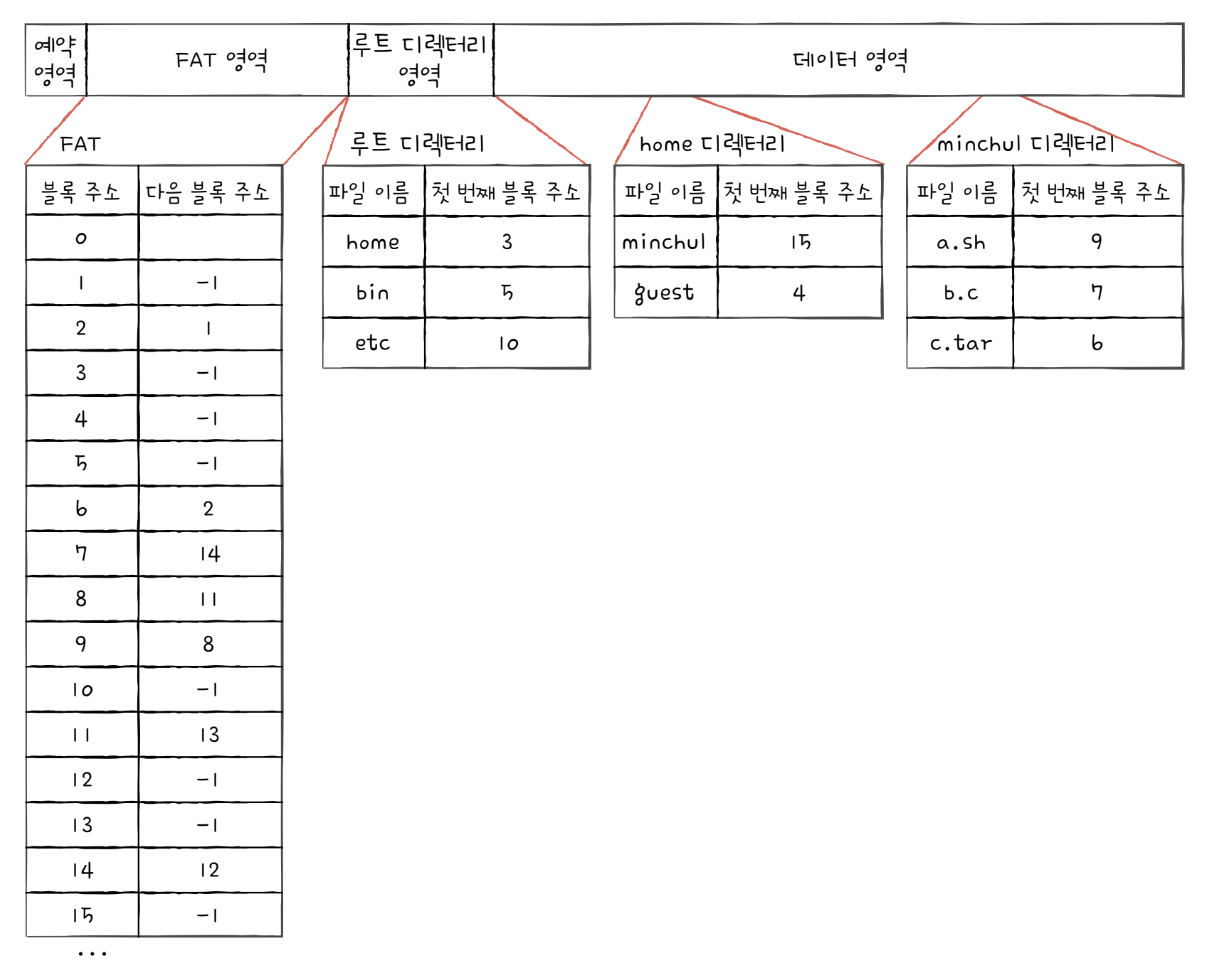 예약
영역
FAT 영역
루트 디렉터리
영역
데이터 영역
FAT
블록 주소 다음 블록 주소
0
1 -1
2 1
3 -1
4 -1
5 -1
6 2
7 14
8 11
9 8
10 -1
11 13
12 -1
13 -1
14 12
15 -1
...
루트 디렉터리
파일 이름 첫 번째 블록 주소
home 3
bin 5
etc 10
home 디렉터리
파일 이름 첫 번째 블록 주소
minchul 15
guest 4
minchul 디렉터리
파일 이름 첫 번째 블록 주소
a.sh 9
b.c 7
c.tar 6